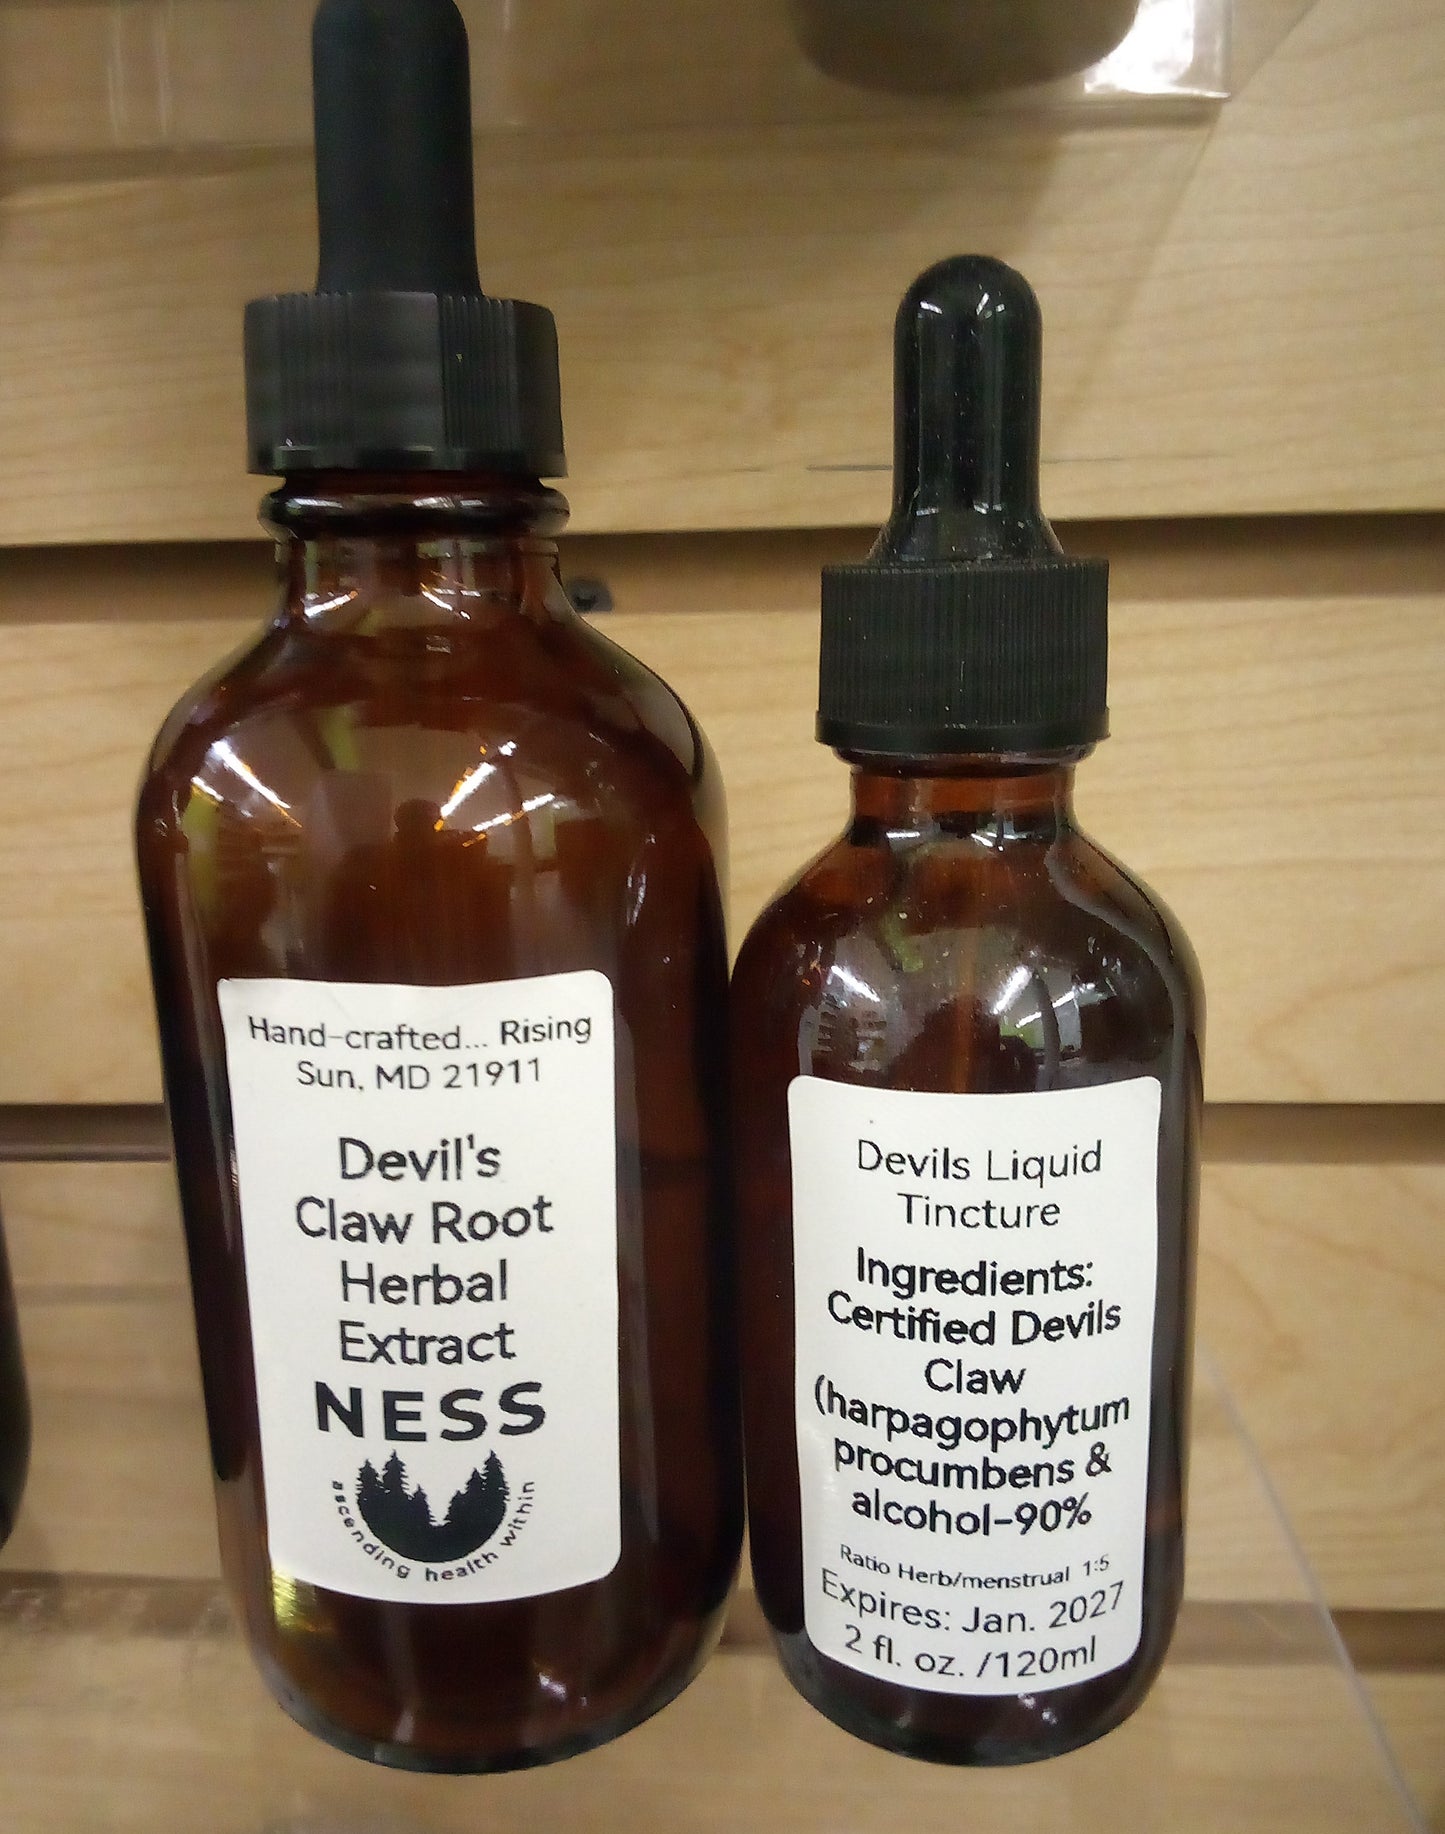 Hand-crafted... Rising
Sun, MD 21911
Devil's
Claw Root
Herbal
Extract
NESS
ascending health within
Devils Liquid
Tincture
Ingredients:
Certified Devils
Claw
(harpagophytum
procumbens &
alcohol-90%
Ratio Herb/menstrual 1:5
Expires: Jan. 2027
2 fl. oz. /120ml